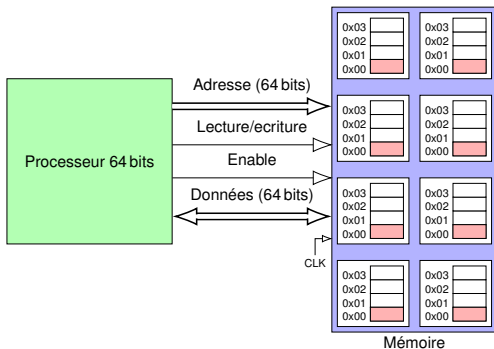 Processeur 64 bits
Adresse (64 bits)
Lecture/ecriture
Enable
Données (64 bits)
CLK
0x03
0x02
0x01
0x00
0x03
0x02
0x01
0x00
0x03
0x02
0x01
0x00
0x03
0x02
0x01
0x00
0x03
0x02
0x01
0x00
0x03
0x02
0x01
0x00
0x03
0x02
0x01
0x00
0x03
0x02
0x01
0x00
Mémoire